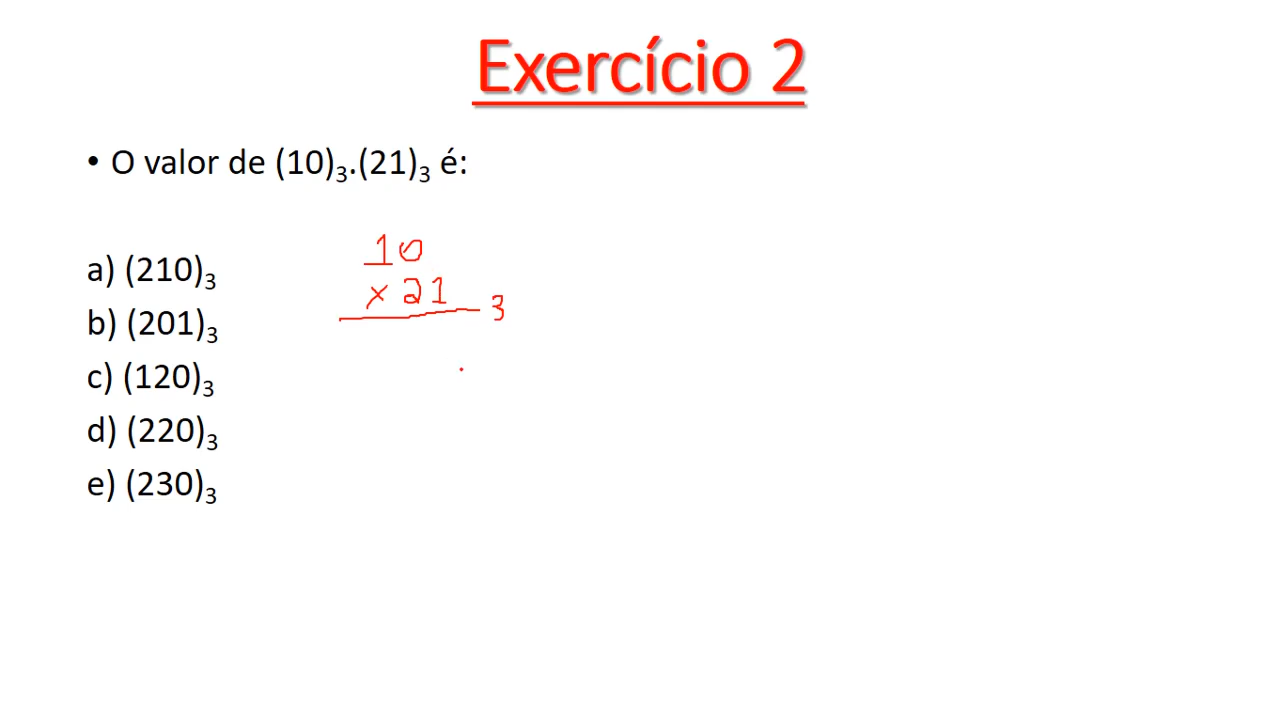 Exercício 2
• O valor de (10)₃.(21)₃ é:
a) (210)₃
b) (201)₃
c) (120)₃
d) (220)₃
e) (230)₃
10
x 21
3